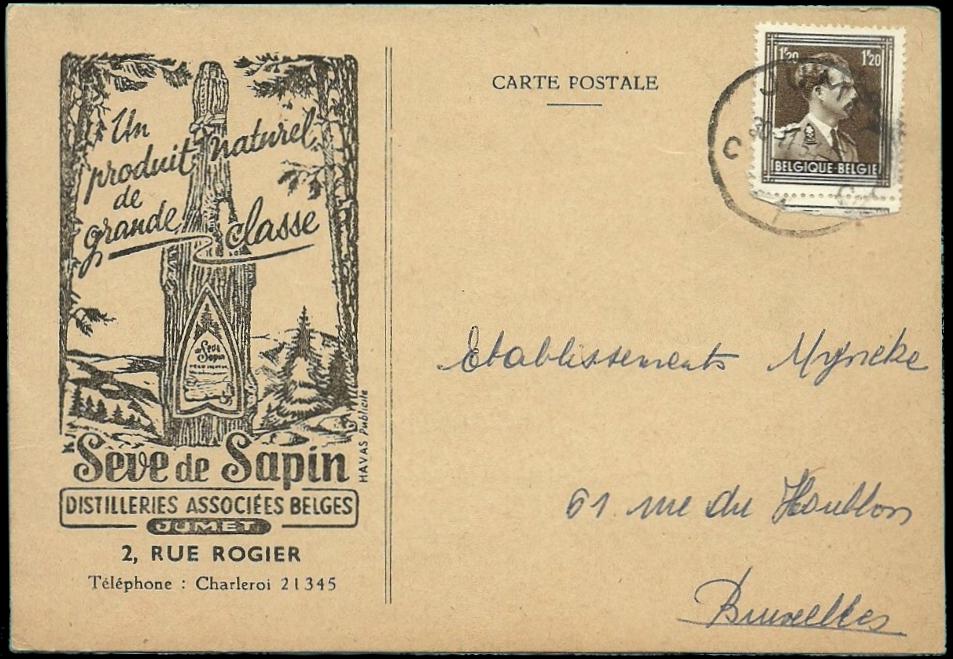 Un
produit naturel
de
grande classe
Sève
de
Sapin
HAVAS Publicité
Sève de Sapin
DISTILLERIES ASSOCIÉES BELGES
JUMET
2, RUE ROGIER
Téléphone : Charleroi 21345
CARTE POSTALE
1F20 1F20
BELGIQUE-BELGIË
Etablissements Myncke
61 rue du Houblon
Bruxelles